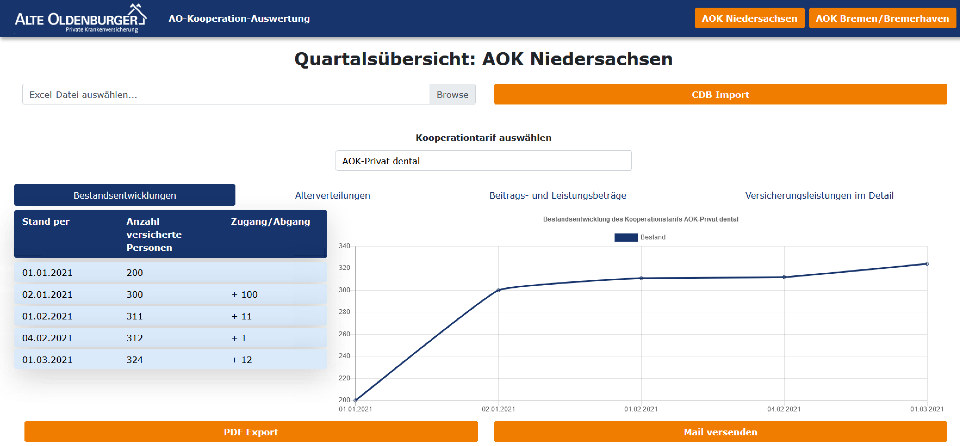 ALTE OLDENBURGER
Private Krankenversicherung
AO-Kooperation-Auswertung
AOK Niedersachsen
AOK Bremen/Bremerhaven
Quartalsübersicht: AOK Niedersachsen
Excel Datei auswählen...
Browse
CDB Import
Kooperationtarif auswählen
AOK-Privat dental
Bestandsentwicklungen
Alterverteilungen
Beitrags- und Leistungsbeträge
Versicherungsleistungen im Detail
Stand per Anzahl versicherte Personen Zugang/Abgang
01.01.2021 200
02.01.2021 300 + 100
01.02.2021 311 + 11
04.02.2021 312 + 1
01.03.2021 324 + 12
Bestandsentwicklung des Kooperationstarifs AOK Privat dental
Bestand
340
320
300
280
260
240
220
200
01.01.2021 02.01.2021 01.02.2021 04.02.2021 01.03.2021
PDF Export
Mail versenden